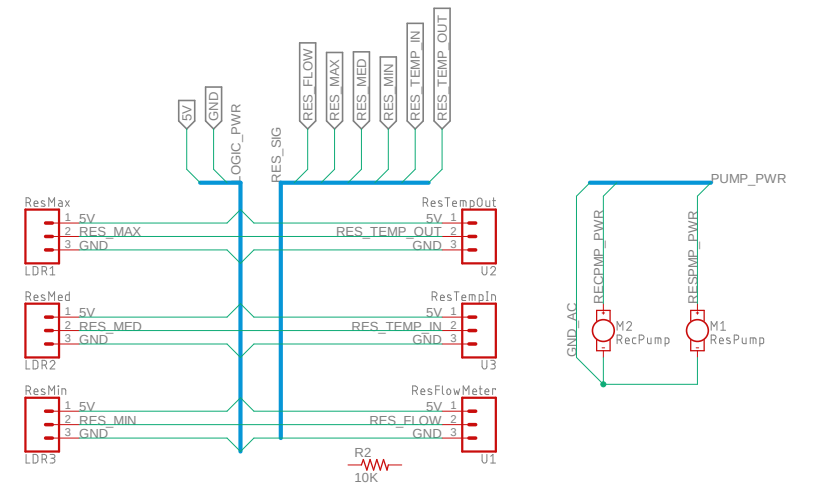 5V
GND
LOGIC_PWR
RES_SIG
RES_FLOW
RES_MAX
RES_MED
RES_MIN
RES_TEMP_IN
RES_TEMP_OUT
ResMax
1 5V
2 RES_MAX
3 GND
LDR1
ResTempOut
5V 1
RES_TEMP_OUT 2
GND 3
U2
ResMed
1 5V
2 RES_MED
3 GND
LDR2
ResTempIn
5V 1
RES_TEMP_IN 2
GND 3
U3
ResMin
1 5V
2 RES_MIN
3 GND
LDR3
ResFlowMeter
5V 1
RES_FLOW 2
GND 3
U1
R2
10K
PUMP_PWR
RECPMP_PWR
RESPMP_PWR
GND_AC
M2
RecPump
M1
ResPump